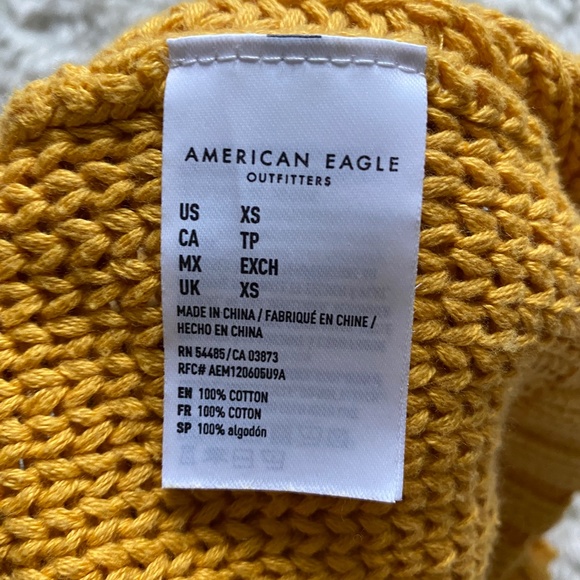 AMERICAN EAGLE
OUTFITTERS
US XS
CA TP
MX EXCH
UK XS
MADE IN CHINA / FABRIQUÉ EN CHINE /
HECHO EN CHINA
RN 54485/CA 03873
RFC# AEM120605U9A
EN 100% COTTON
FR 100% COTON
SP 100% algodón